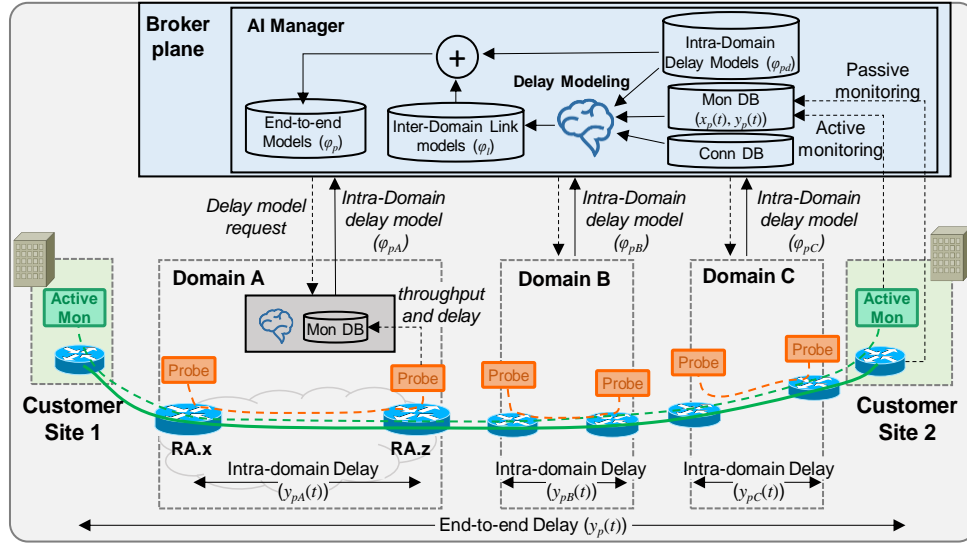 Broker
plane
AI Manager
+
Intra-Domain
Delay Models (φpd)
Delay Modeling
Mon DB
(xp(t), yp(t))
Conn DB
End-to-end
Models (φp)
Inter-Domain Link
models (φl)
Passive
monitoring
Active
monitoring
Delay model
request
Intra-Domain
delay model
(φpA)
Intra-Domain
delay model
(φpB)
Intra-Domain
delay model
(φpC)
Domain A
Domain B
Domain C
Mon DB
throughput
and delay
Active
Mon
Active
Mon
Probe
Probe
Probe
Probe
Probe
Probe
Customer
Site 1
Customer
Site 2
RA.x
RA.z
Intra-domain Delay
(ypA(t))
Intra-domain Delay
(ypB(t))
Intra-domain Delay
(ypC(t))
End-to-end Delay (yp(t))